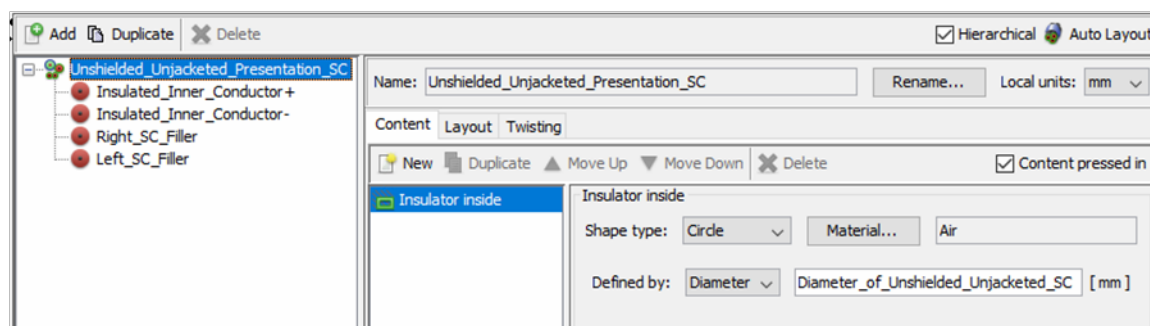 Add Duplicate Delete Hierarchical Auto Layout
Unshielded_Unjacketed_Presentation_SC
Insulated_Inner_Conductor+
Insulated_Inner_Conductor-
Right_SC_Filler
Left_SC_Filler
Name: Unshielded_Unjacketed_Presentation_SC Rename... Local units: mm
Content Layout Twisting
New Duplicate Move Up Move Down Delete Content pressed in
Insulator inside
Insulator inside
Shape type: Circle Material... Air
Defined by: Diameter Diameter_of_Unshielded_Unjacketed_SC [ mm ]